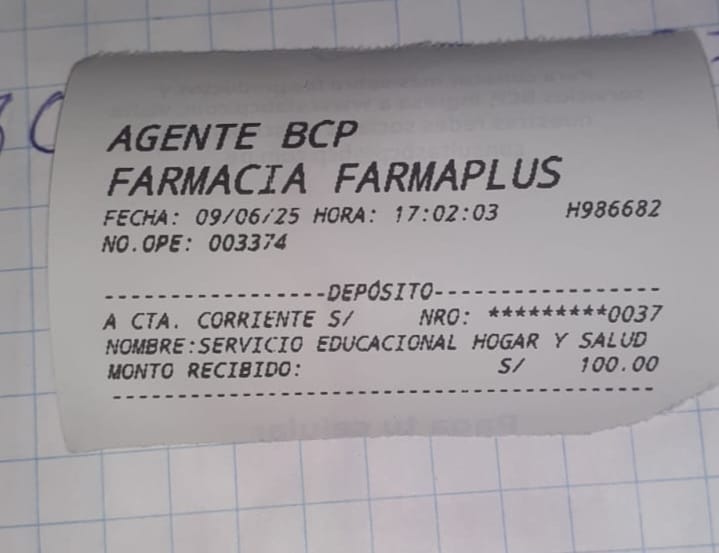 AGENTE BCP
FARMACIA FARMAPLUS
FECHA: 09/06/25 HORA: 17:02:03 H986682
NO.OPE: 003374
------------------DEPÓSITO------------------
A CTA. CORRIENTE S/ NRO: *********0037
NOMBRE:SERVICIO EDUCACIONAL HOGAR Y SALUD
MONTO RECIBIDO: S/ 100.00
--------------------------------------------